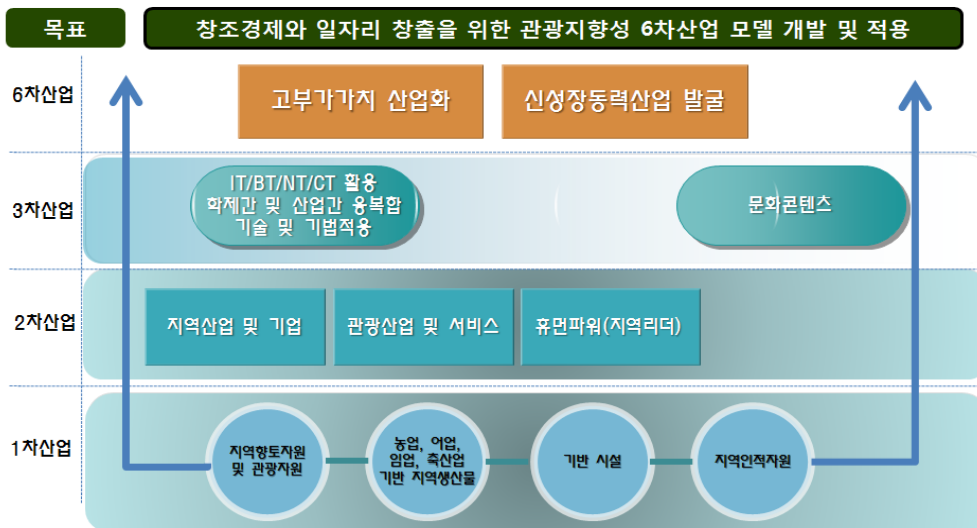 목표
창조경제와 일자리 창출을 위한 관광지향성 6차산업 모델 개발 및 적용
6차산업
고부가가치 산업화
신성장동력산업 발굴
3차산업
IT/BT/NT/CT 활용
학제간 및 산업간 융복합
기술 및 기법적용
문화콘텐츠
2차산업
지역산업 및 기업
관광산업 및 서비스
휴먼파워(지역리더)
1차산업
지역향토자원
및 관광자원
농업, 어업,
임업, 축산업
기반 지역생산물
기반 시설
지역인적자원